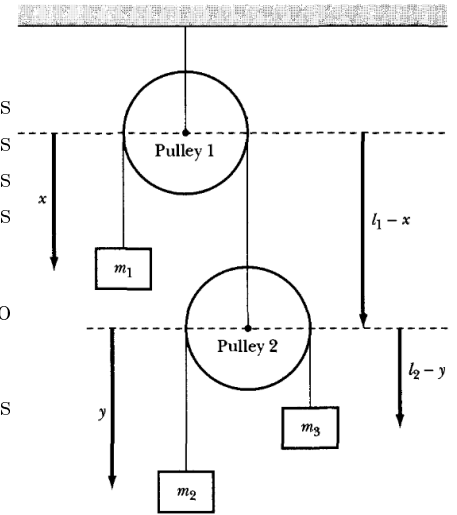 S
S
Pulley 1
S
x
S
l₁ – x
m₁
O
Pulley 2
l₂ – y
S
y
m₃
m₂